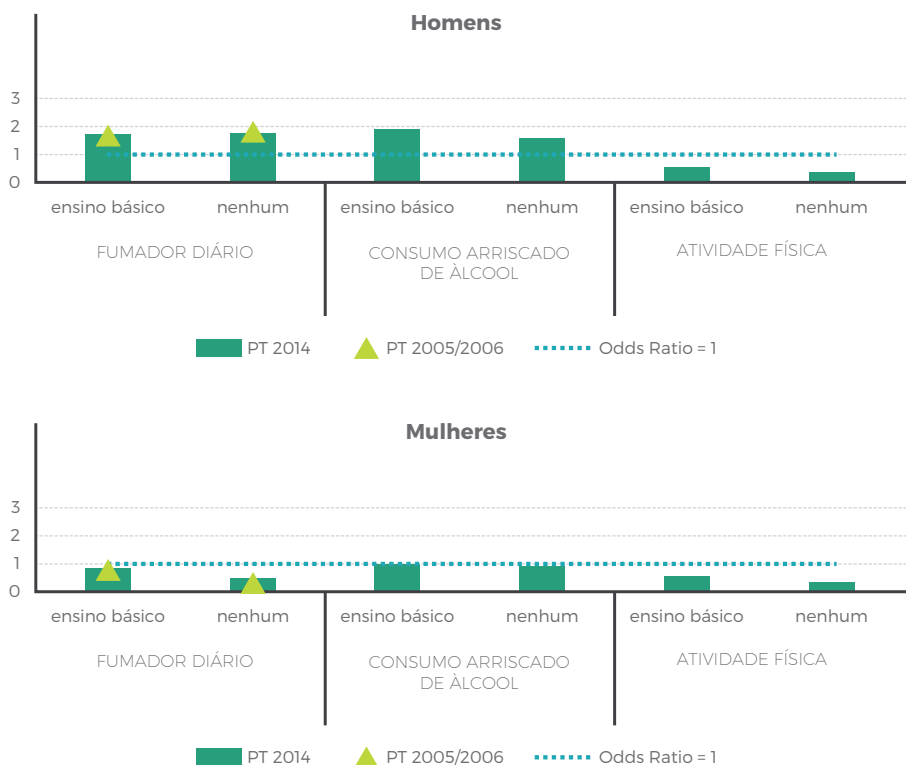 Homens
3
2
1
0
ensino básico nenhum ensino básico nenhum ensino básico nenhum
FUMADOR DIÁRIO CONSUMO ARRISCADO ATIVIDADE FÍSICA
DE ÀLCOOL
PT 2014 PT 2005/2006 Odds Ratio = 1
Mulheres
3
2
1
0
ensino básico nenhum ensino básico nenhum ensino básico nenhum
FUMADOR DIÁRIO CONSUMO ARRISCADO ATIVIDADE FÍSICA
DE ÀLCOOL
PT 2014 PT 2005/2006 Odds Ratio = 1